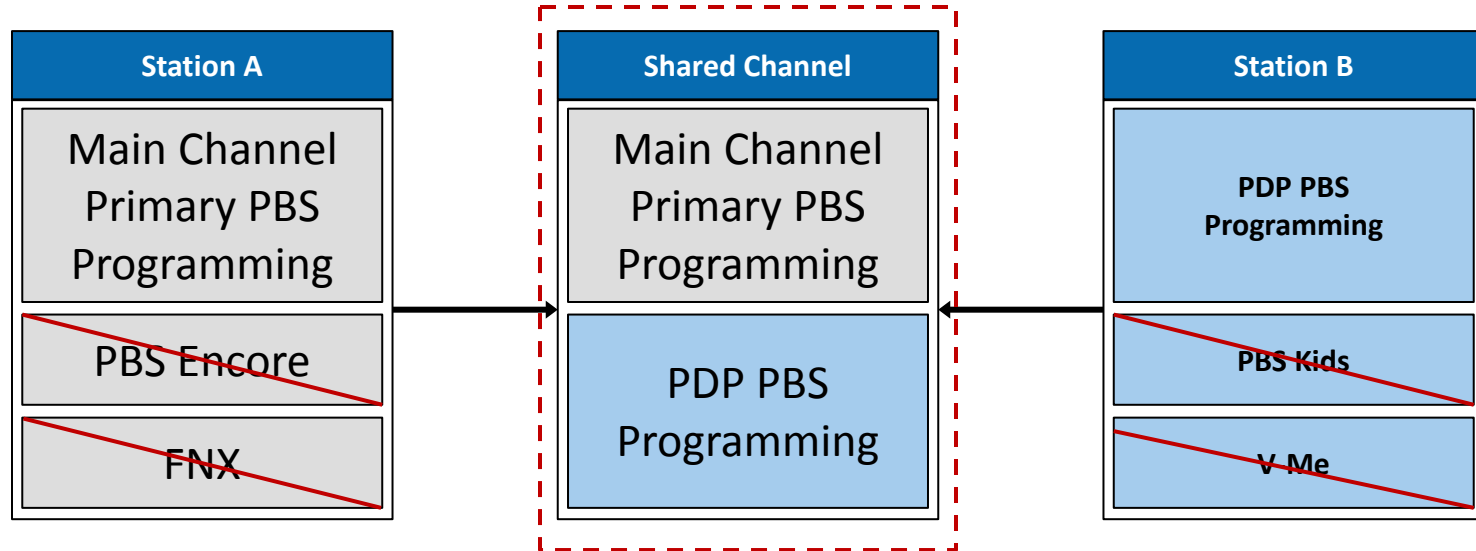 Station A
Main Channel
Primary PBS
Programming
PBS Encore
FNX
Shared Channel
Main Channel
Primary PBS
Programming
PDP PBS
Programming
Station B
PDP PBS
Programming
PBS Kids
V-Me